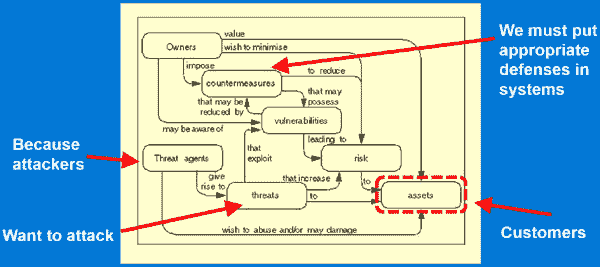 value
Owners
wish to minimise
We must put
appropriate
defenses in
systems
impose
countermeasures
to reduce
that may
possess
that may be
reduced by
vulnerabilities
may be aware of
leading to
Because
attackers
Threat agents
that
exploit
risk
give
rise to
that increase
to
threats
to
assets
Want to attack
wish to abuse and/or may damage
Customers